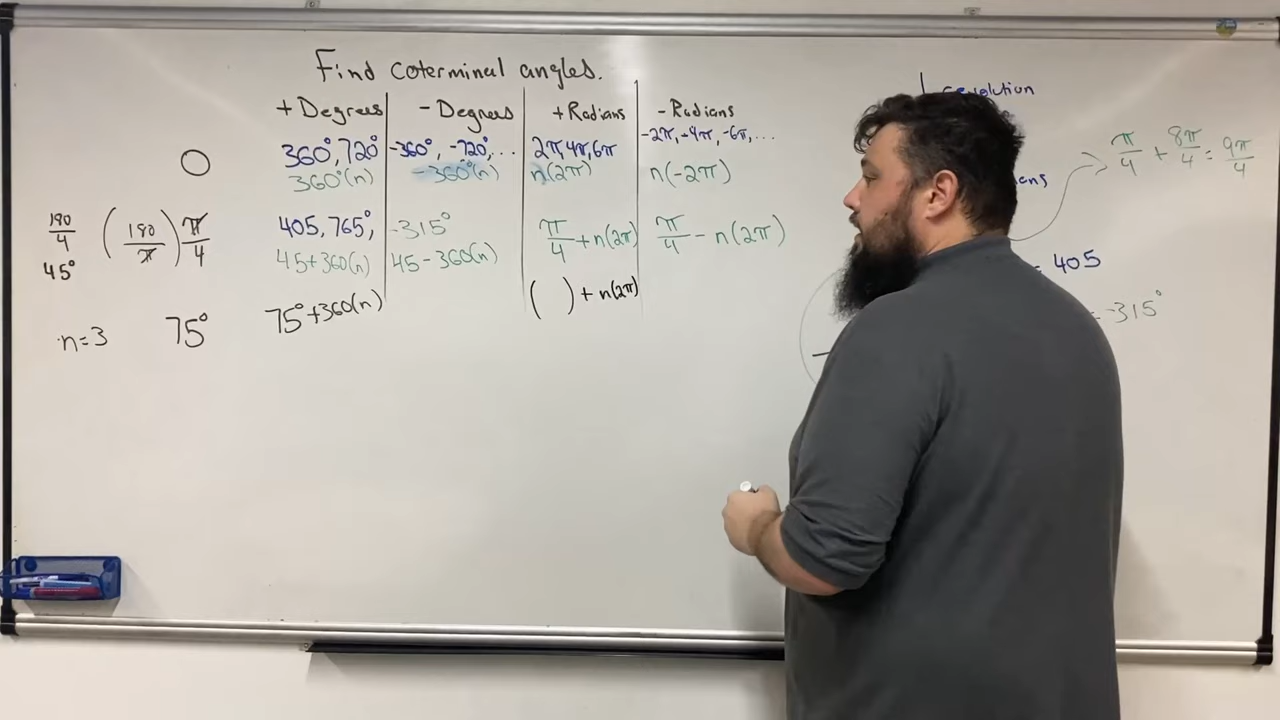 Find coterminal angles.
+ Degrees - Degrees + Radians - Radians
O 360°, 720° -360°, -720°, ... 2π, 4π, 6π -2π, -4π, -6π, ...
360°(n) -360°(n) n(2π) n(-2π)
180/4 (180/π) π/4 405, 765°, -315° π/4 + n(2π) π/4 - n(2π)
45° 45+360(n) 45-360(n)
n=3 75° 75°+360(n) ( ) + n(2π)
revolution
π/4 + 8π/4 = 9π/4
= 405
= -315°